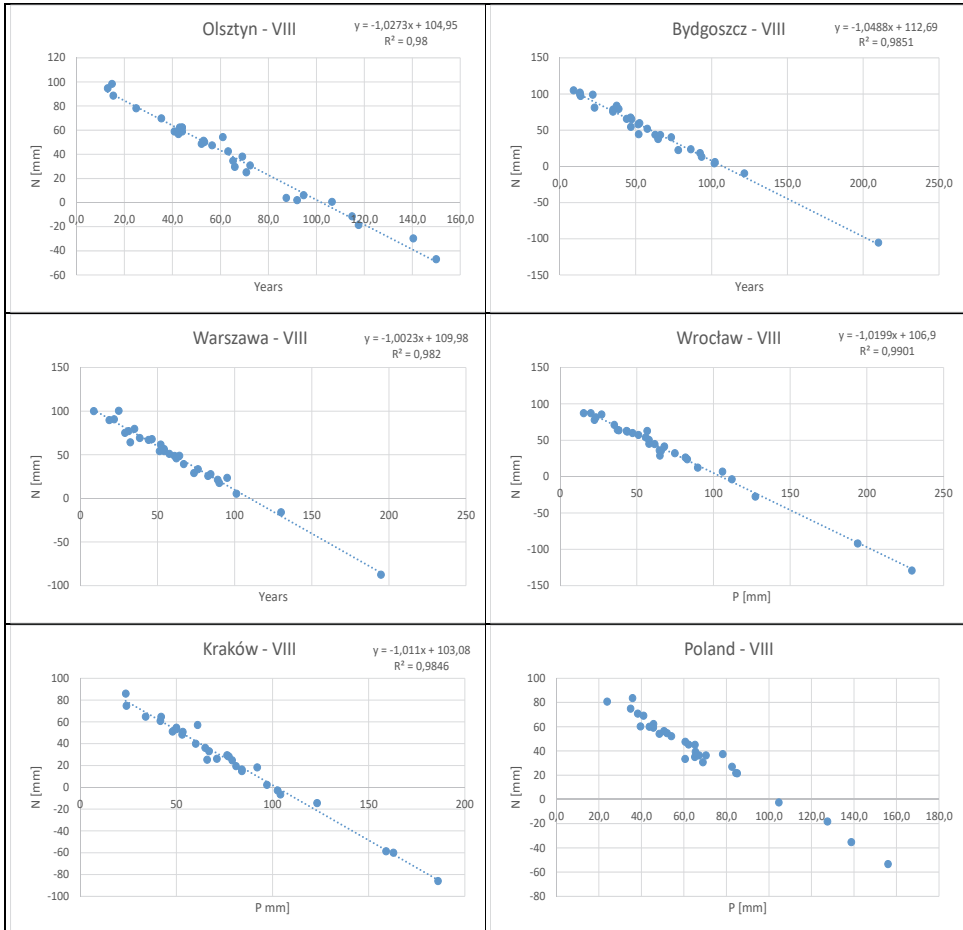 Olsztyn - VIII
y = -1,0273x + 104,95
R² = 0,98
120
100
80
60
40
20
0
-20
-40
-60
0,0 20,0 40,0 60,0 80,0 100,0 120,0 140,0 160,0
N [mm]
Years
Bydgoszcz - VIII
y = -1,0488x + 112,69
R² = 0,9851
150
100
50
0
-50
-100
-150
0,0 50,0 100,0 150,0 200,0 250,0
N [mm]
Years
Warszawa - VIII
y = -1,0023x + 109,98
R² = 0,982
150
100
50
0
-50
-100
0 50 100 150 200 250
N [mm]
Years
Wrocław - VIII
y = -1,0199x + 106,9
R² = 0,9901
150
100
50
0
-50
-100
-150
0 50 100 150 200 250
N [mm]
P [mm]
Kraków - VIII
y = -1,011x + 103,08
R² = 0,9846
100
80
60
40
20
0
-20
-40
-60
-80
-100
0 50 100 150 200
N [mm]
P mm]
Poland - VIII
100
80
60
40
20
0
-20
-40
-60
-80
0,0 20,0 40,0 60,0 80,0 100,0 120,0 140,0 160,0 180,0
N [mm]
P [mm]